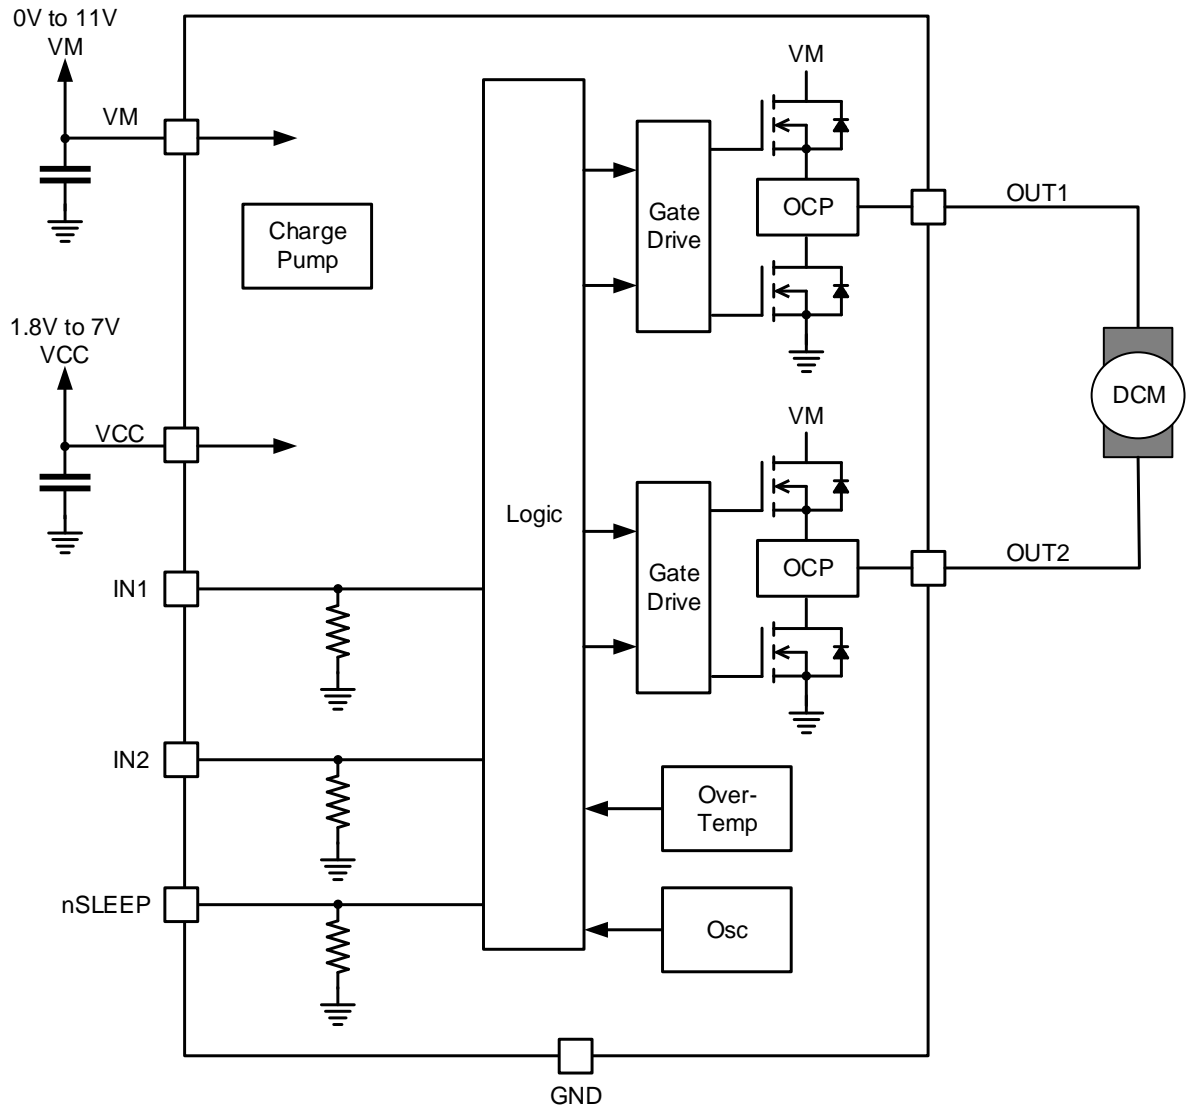 0V to 11V
VM
VM
VM
Charge
Pump
Gate
Drive
OCP
OUT1
1.8V to 7V
VCC
VCC
DCM
VM
Logic
Gate
Drive
OCP
OUT2
IN1
IN2
Over-
Temp
nSLEEP
Osc
GND